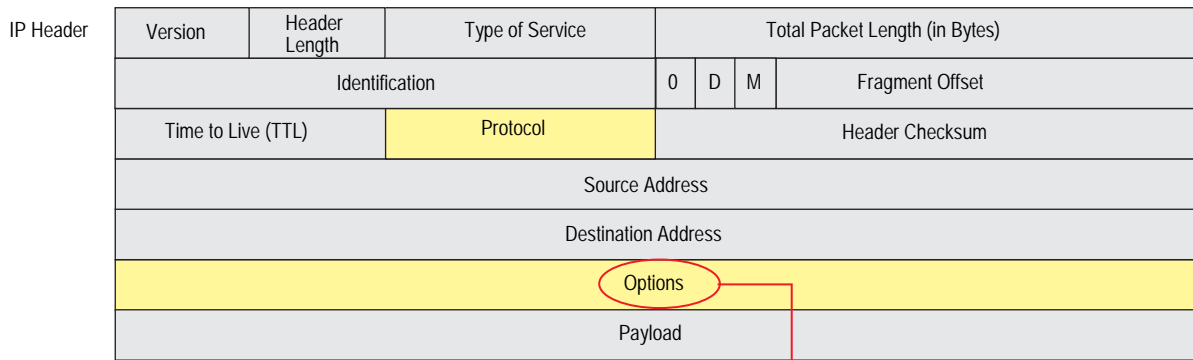 IP Header
Version
Header
Length
Type of Service
Total Packet Length (in Bytes)
Identification
0
D
M
Fragment Offset
Time to Live (TTL)
Protocol
Header Checksum
Source Address
Destination Address
Options
Payload